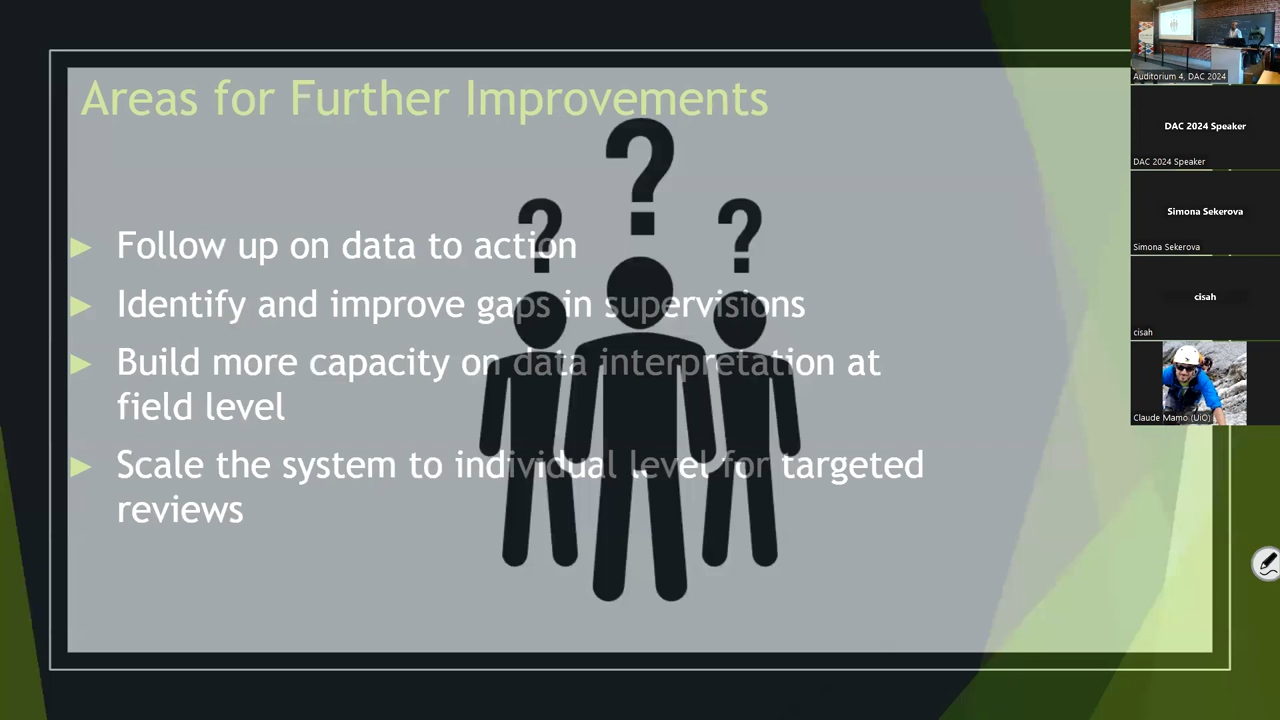 Areas for Further Improvements
?
? ?
Follow up on data to action
Identify and improve gaps in supervisions
Build more capacity on data interpretation at
field level
Scale the system to individual level for targeted
reviews
Auditorium 4, DAC 2024
DAC 2024 Speaker
DAC 2024 Speaker
Simona Sekerova
Simona Sekerova
cisah
cisah
Claude Mamo (UiO)